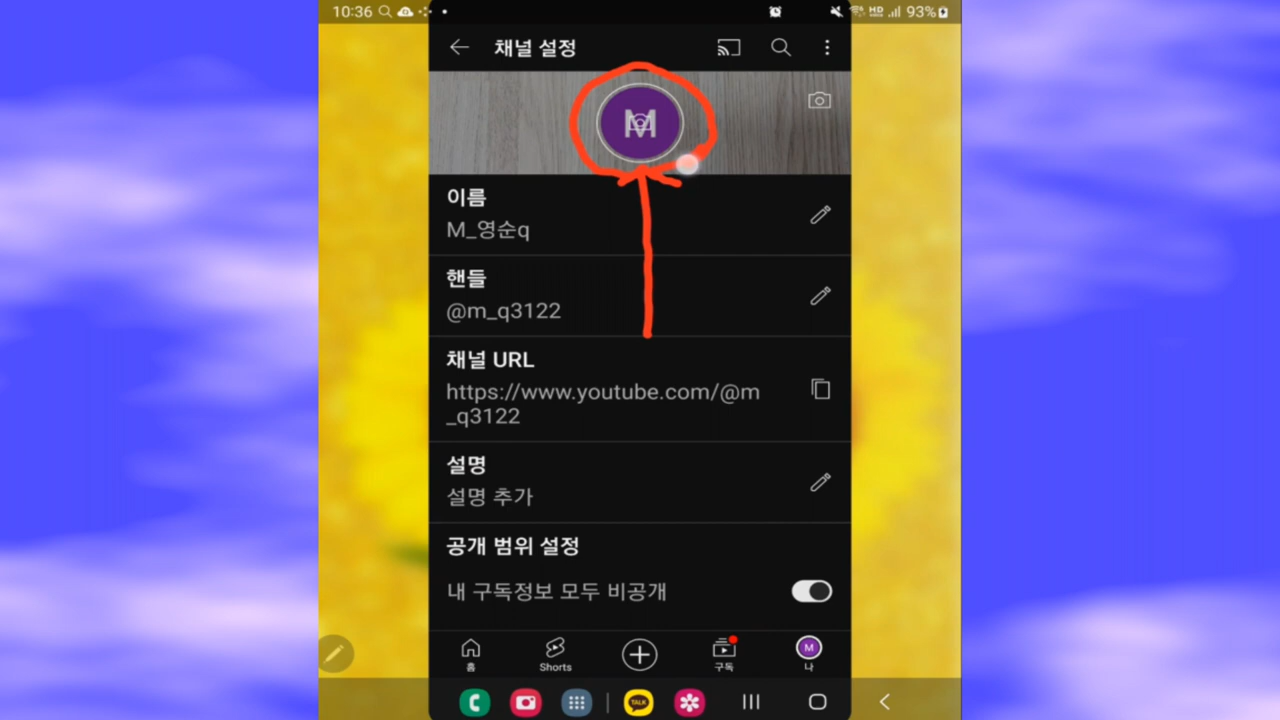 10:36
HD
93%
채널 설정
M
이름
M_영순q
핸들
@m_q3122
채널 URL
https://www.youtube.com/@m
_q3122
설명
설명 추가
공개 범위 설정
내 구독정보 모두 비공개
홈
Shorts
구독
M
나
TALK